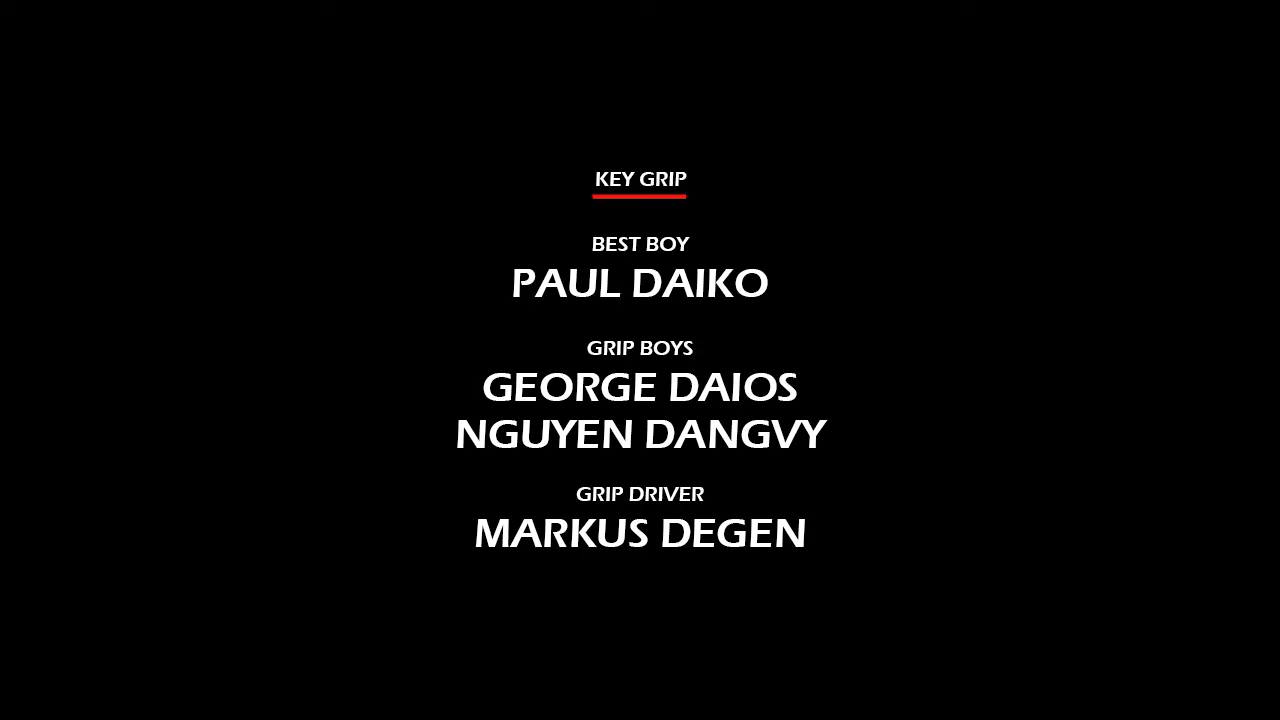 KEY GRIP
BEST BOY
PAUL DAIKO
GRIP BOYS
GEORGE DAIOS
NGUYEN DANGVY
GRIP DRIVER
MARKUS DEGEN